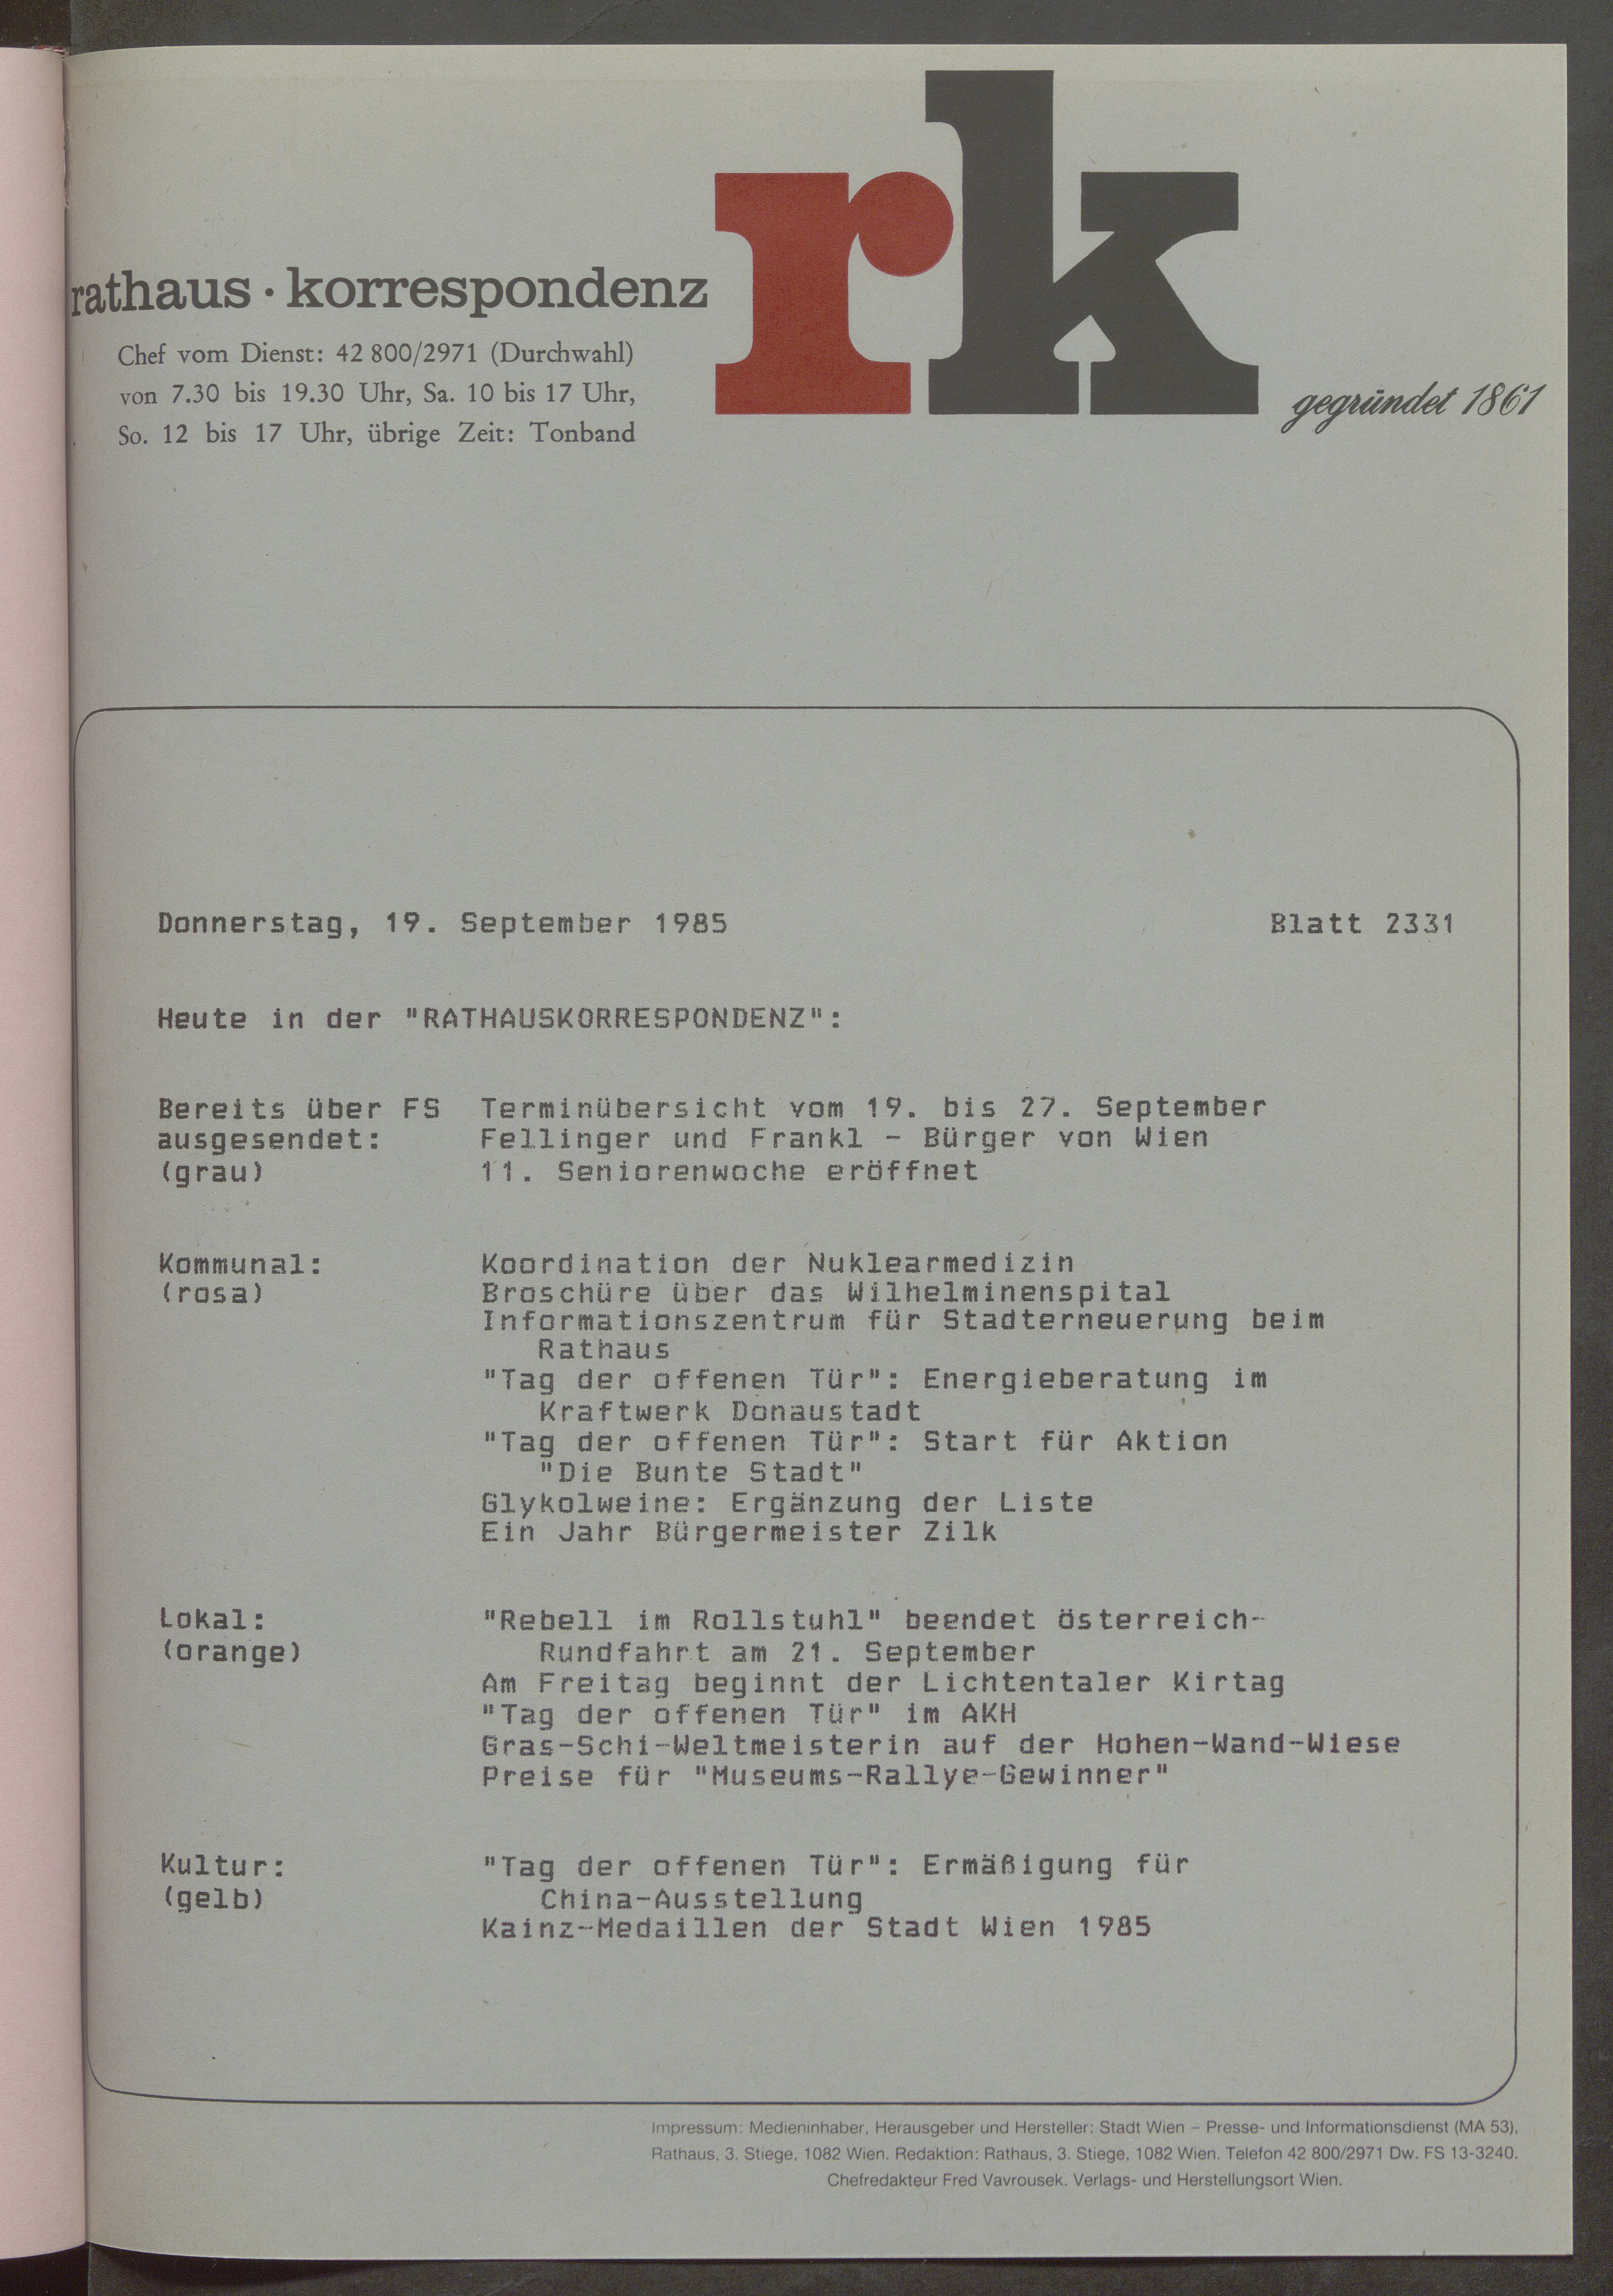 rk
rathaus · korrespondenz
Chef vom Dienst: 42 800/2971 (Durchwahl)
von 7.30 bis 19.30 Uhr, Sa. 10 bis 17 Uhr,
So. 12 bis 17 Uhr, übrige Zeit: Tonband
gegründet 1861
Donnerstag, 19. September 1985 Blatt 2331
Heute in der "RATHAUSKORRESPONDENZ":
Bereits über FS Terminübersicht vom 19. bis 27. September
ausgesendet: Fellinger und Frankl - Bürger von Wien
(grau) 11. Seniorenwoche eröffnet
Kommunal: Koordination der Nuklearmedizin
(rosa) Broschüre über das Wilhelminenspital
Informationszentrum für Stadterneuerung beim
Rathaus
"Tag der offenen Tür": Energieberatung im
Kraftwerk Donaustadt
"Tag der offenen Tür": Start für Aktion
"Die Bunte Stadt"
Glykolweine: Ergänzung der Liste
Ein Jahr Bürgermeister Zilk
Lokal: "Rebell im Rollstuhl" beendet österreich-
(orange) Rundfahrt am 21. September
Am Freitag beginnt der Lichtentaler Kirtag
"Tag der offenen Tür" im AKH
Gras-Schi-Weltmeisterin auf der Hohen-Wand-Wiese
Preise für "Museums-Rallye-Gewinner"
Kultur: "Tag der offenen Tür": Ermäßigung für
(gelb) China-Ausstellung
Kainz-Medaillen der Stadt Wien 1985
Impressum: Medieninhaber, Herausgeber und Hersteller: Stadt Wien – Presse- und Informationsdienst (MA 53),
Rathaus, 3. Stiege, 1082 Wien. Redaktion: Rathaus, 3. Stiege, 1082 Wien. Telefon 42 800/2971 Dw. FS 13-3240.
Chefredakteur Fred Vavrousek. Verlags- und Herstellungsort Wien.